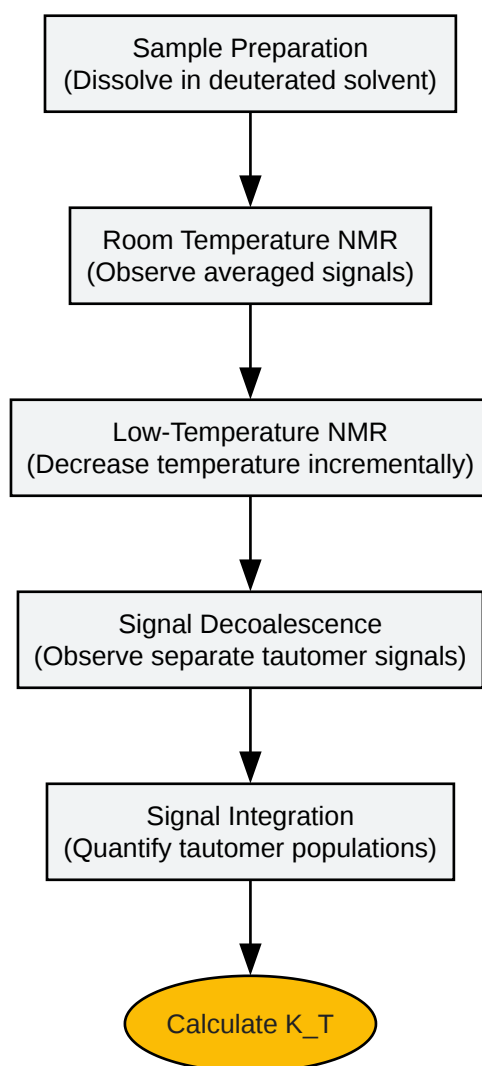 Sample Preparation
(Dissolve in deuterated solvent)
Room Temperature NMR
(Observe averaged signals)
Low-Temperature NMR
(Decrease temperature incrementally)
Signal Decoalescence
(Observe separate tautomer signals)
Signal Integration
(Quantify tautomer populations)
Calculate K_T